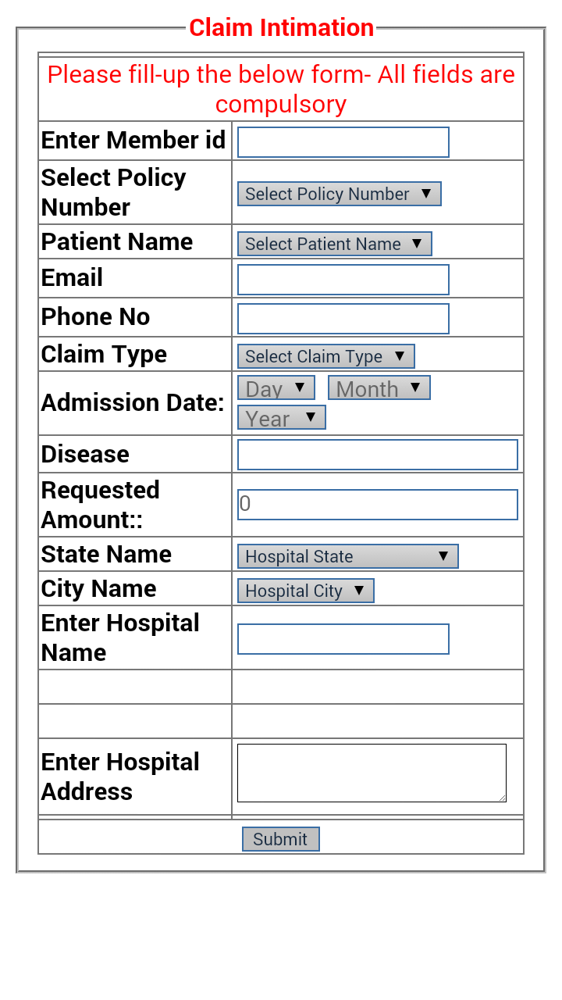 Claim Intimation
Please fill-up the below form- All fields are
compulsory
Enter Member id
Select Policy
Number
Select Policy Number ▼
Patient Name
Select Patient Name ▼
Email
Phone No
Claim Type
Select Claim Type ▼
Admission Date:
Day ▼ Month ▼
Year ▼
Disease
Requested
Amount::
0
State Name
Hospital State ▼
City Name
Hospital City ▼
Enter Hospital
Name
Enter Hospital
Address
Submit